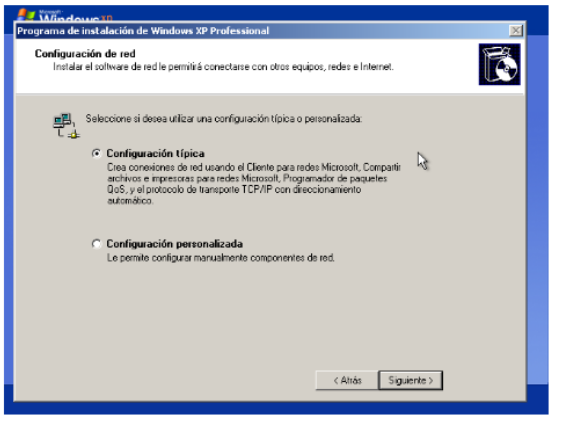 Microsoft
Windows XP
Programa de instalación de Windows XP Professional
Configuración de red
Instalar el software de red le permitirá conectarse con otros equipos, redes e Internet.
Seleccione si desea utilizar una configuración típica o personalizada:
Configuración típica
Crea conexiones de red usando el Cliente para redes Microsoft, Compartir
archivos e impresoras para redes Microsoft, Programador de paquetes
QoS, y el protocolo de transporte TCP/IP con direccionamiento
automático.
Configuración personalizada
Le permite configurar manualmente componentes de red.
< Atrás
Siguiente >